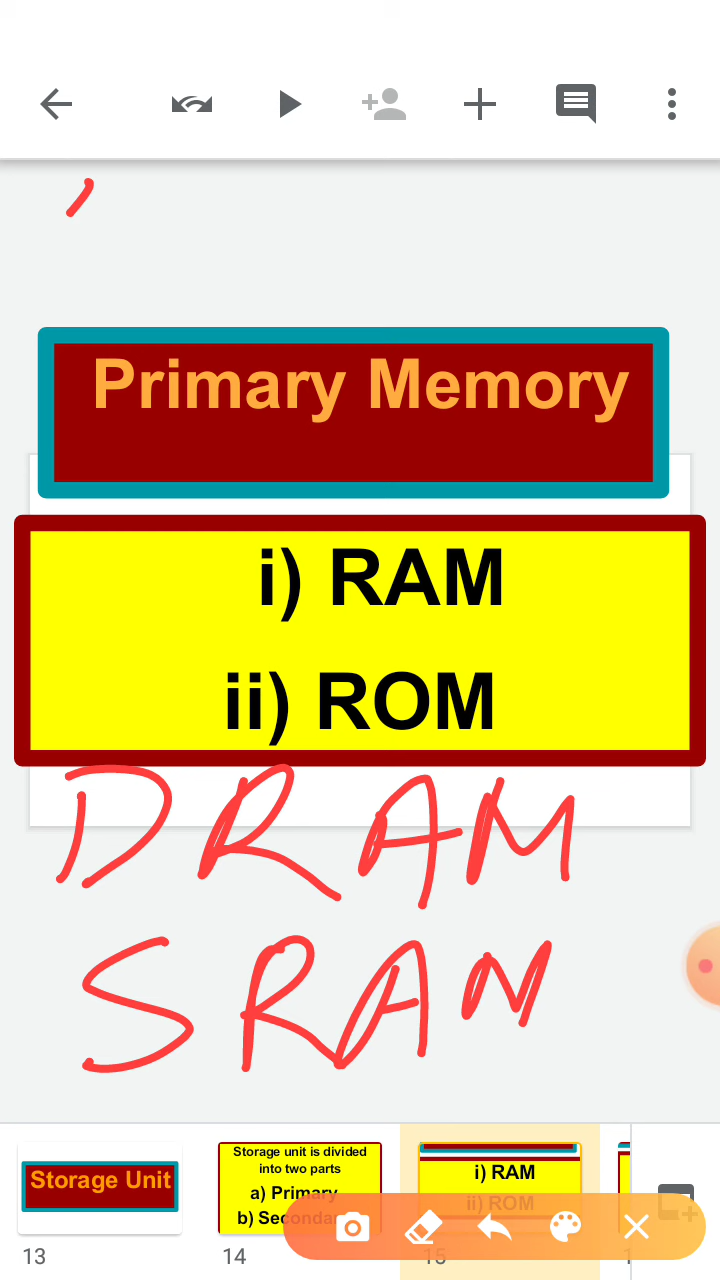 Primary Memory
i) RAM
ii) ROM
DRAM
SRAM
Storage Unit
Storage unit is divided
into two parts
a) Primary
b) Secondar
i) RAM
ii) ROM
13
14
15